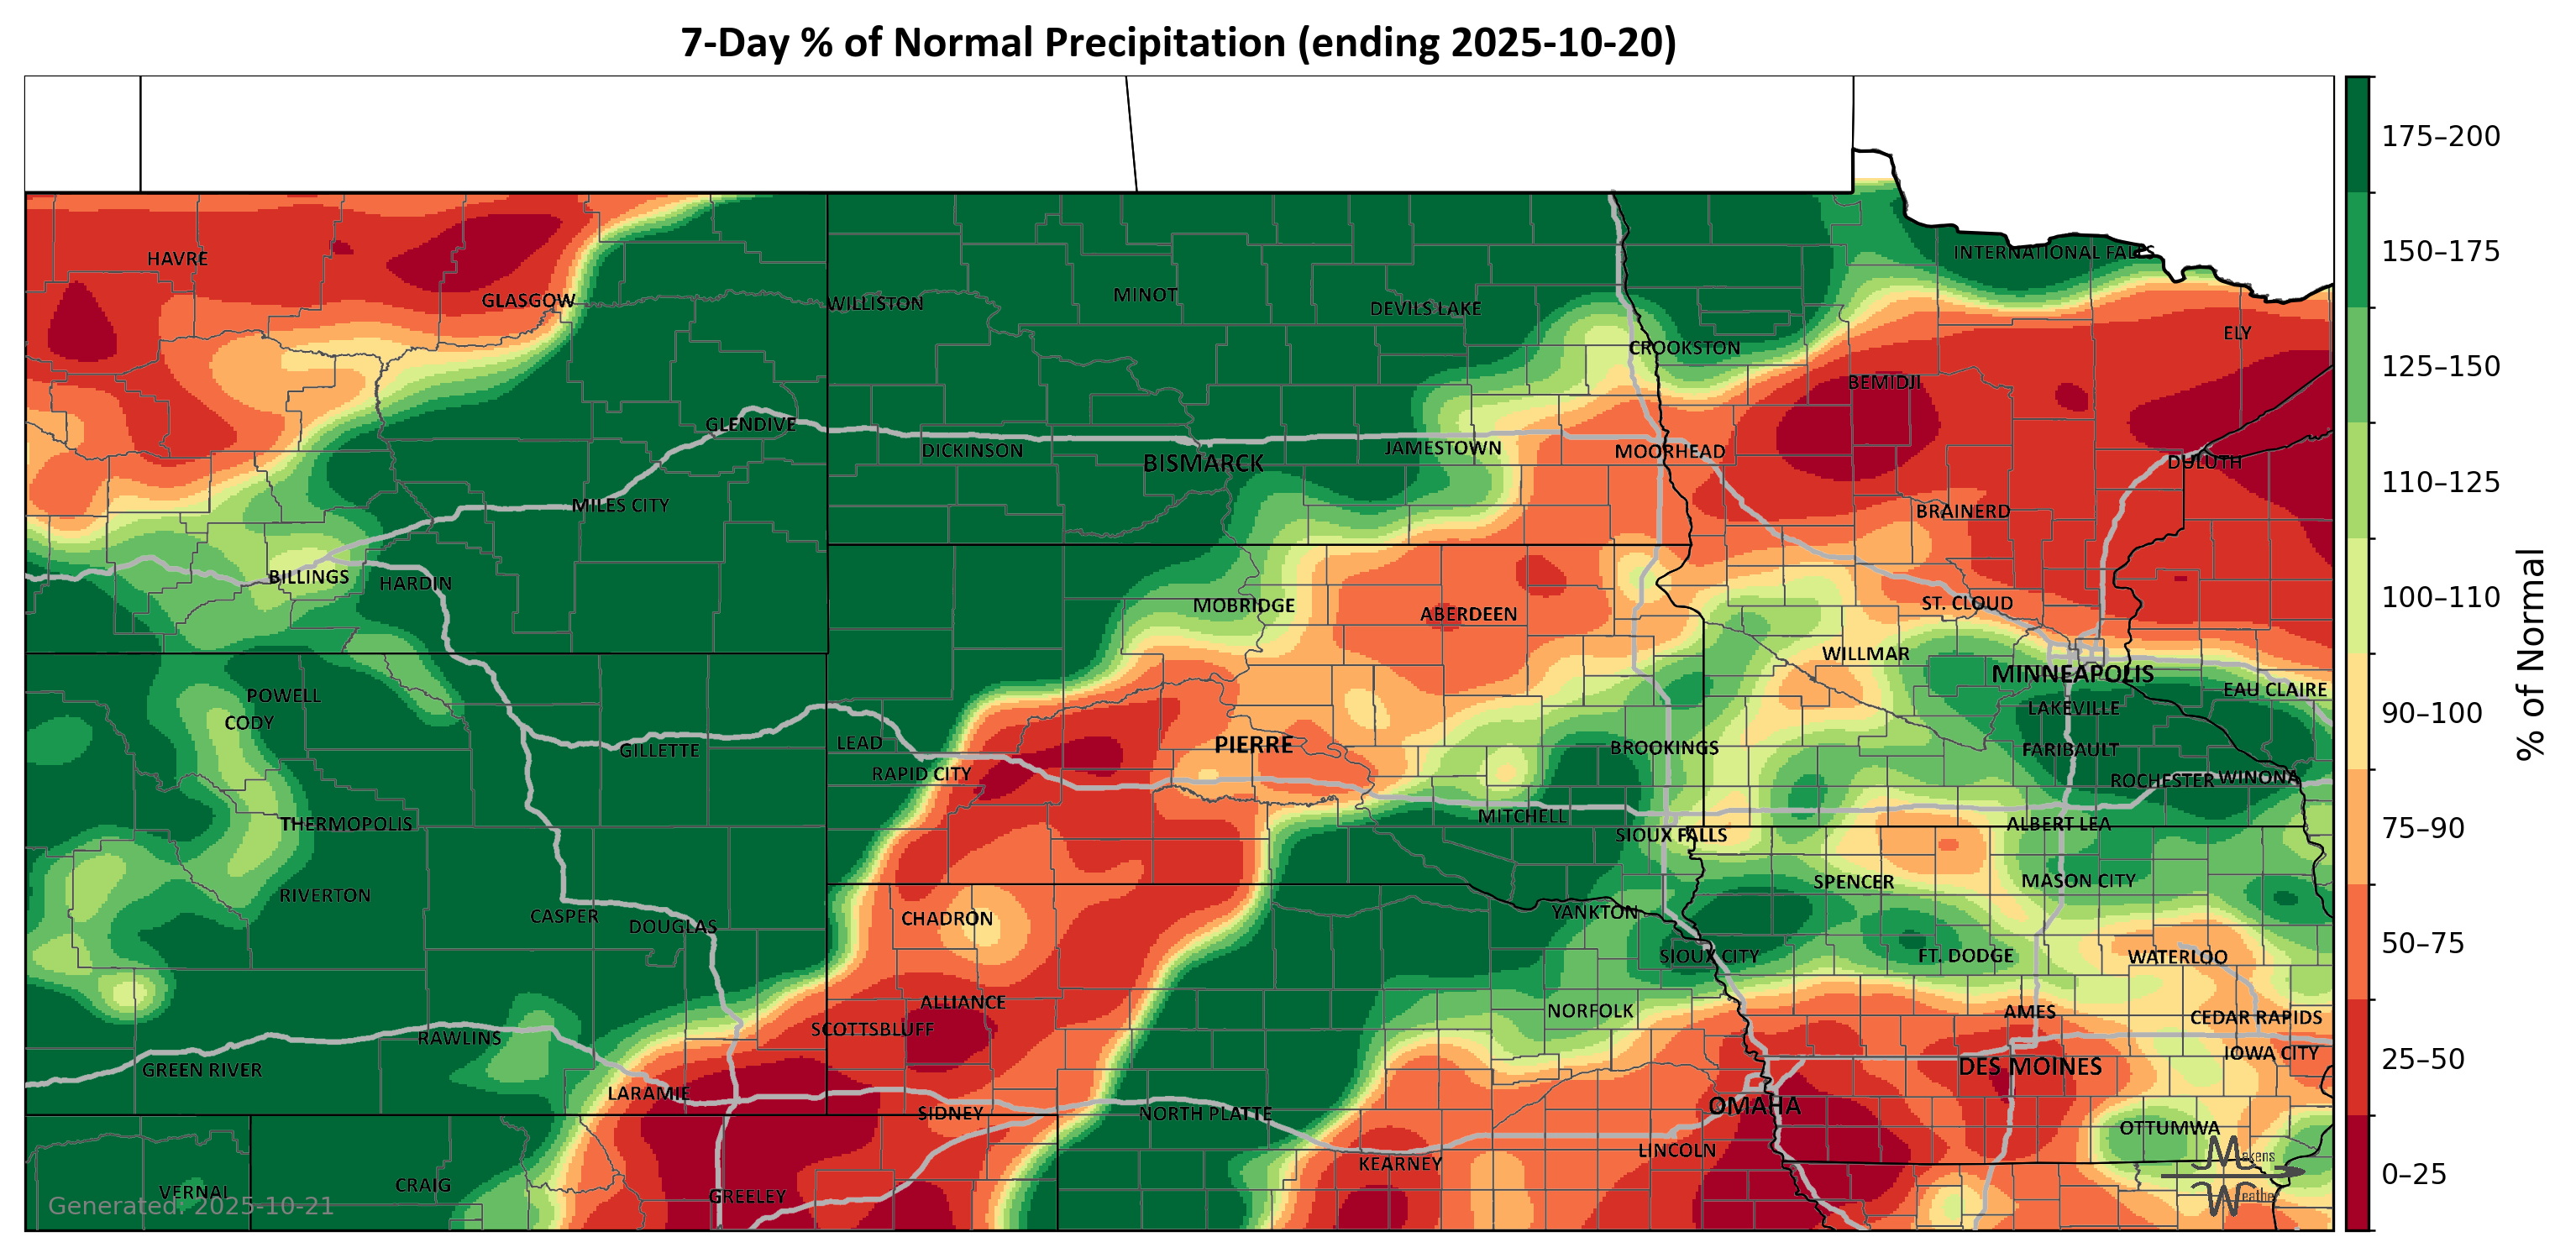 7-Day % of Normal Precipitation (ending 2025-10-20)
175–200
INTERNATIONAL FALLS
150–175
HAVRE
MINOT
GLASGOW
WILLISTON
DEVILS LAKE
ELY
CROOKSTON
125–150
BEMIDJI
GLENDIVE
DICKINSON
JAMESTOWN
MOORHEAD
BISMARCK
DULUTH
110–125
MILES CITY
BRAINERD
BILLINGS
HARDIN
MOBRIDGE
ABERDEEN
ST. CLOUD
100–110
WILLMAR
MINNEAPOLIS
EAU CLAIRE
POWELL
CODY
LAKEVILLE
90–100
% of Normal
GILLETTE
LEAD
PIERRE
BROOKINGS
FARIBAULT
RAPID CITY
ROCHESTER
WINONA
THERMOPOLIS
MITCHELL
SIOUX FALLS
ALBERT LEA
75–90
RIVERTON
SPENCER
MASON CITY
CASPER
DOUGLAS
CHADRON
YANKTON
SIOUX CITY
FT. DODGE
WATERLOO
50–75
ALLIANCE
NORFOLK
AMES
SCOTTSBLUFF
CEDAR RAPIDS
RAWLINS
GREEN RIVER
DES MOINES
IOWA CITY
25–50
LARAMIE
SIDNEY
NORTH PLATTE
OMAHA
OTTUMWA
KEARNEY
LINCOLN
Makens
Weather
0–25
VERNAL
CRAIG
GREELEY
Generated: 2025-10-21